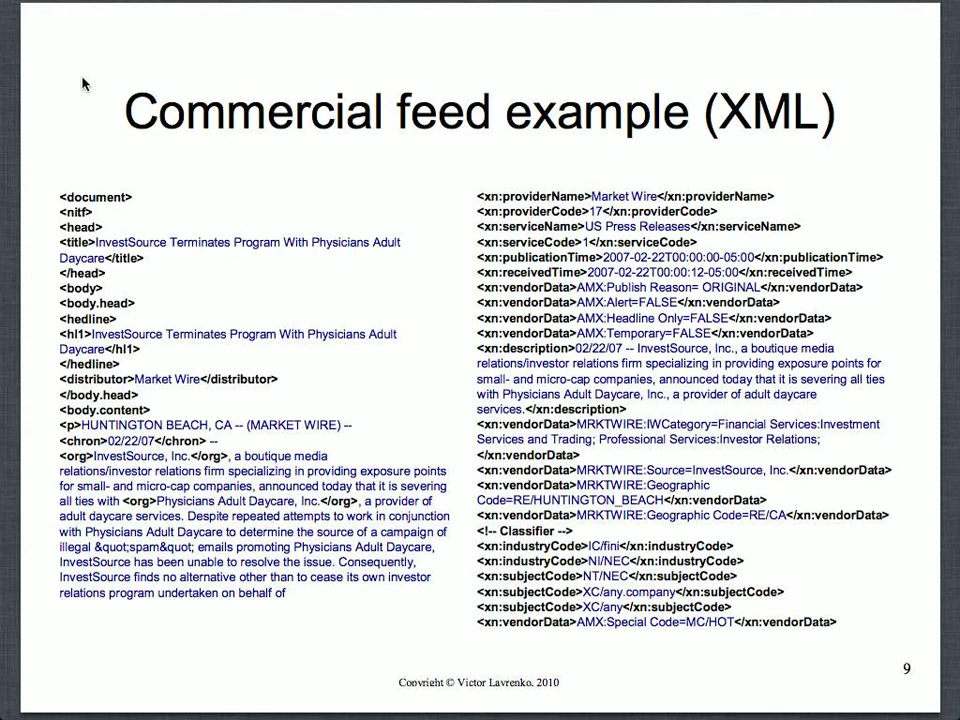 Commercial feed example (XML)
<document>
<nitf>
<head>
<title>InvestSource Terminates Program With Physicians Adult
Daycare</title>
</head>
<body>
<body.head>
<hedline>
<hl1>InvestSource Terminates Program With Physicians Adult
Daycare</hl1>
</hedline>
<distributor>Market Wire</distributor>
</body.head>
<body.content>
<p>HUNTINGTON BEACH, CA -- (MARKET WIRE) --
<chron>02/22/07</chron> --
<org>InvestSource, Inc.</org>, a boutique media
relations/investor relations firm specializing in providing exposure points
for small- and micro-cap companies, announced today that it is severing
all ties with <org>Physicians Adult Daycare, Inc.</org>, a provider of
adult daycare services. Despite repeated attempts to work in conjunction
with Physicians Adult Daycare to determine the source of a campaign of
illegal &quot;spam&quot; emails promoting Physicians Adult Daycare,
InvestSource has been unable to resolve the issue. Consequently,
InvestSource finds no alternative other than to cease its own investor
relations program undertaken on behalf of
<xn:providerName>Market Wire</xn:providerName>
<xn:providerCode>17</xn:providerCode>
<xn:serviceName>US Press Releases</xn:serviceName>
<xn:serviceCode>1</xn:serviceCode>
<xn:publicationTime>2007-02-22T00:00:00-05:00</xn:publicationTime>
<xn:receivedTime>2007-02-22T00:00:12-05:00</xn:receivedTime>
<xn:vendorData>AMX:Publish Reason= ORIGINAL</xn:vendorData>
<xn:vendorData>AMX:Alert=FALSE</xn:vendorData>
<xn:vendorData>AMX:Headline Only=FALSE</xn:vendorData>
<xn:vendorData>AMX:Temporary=FALSE</xn:vendorData>
<xn:description>02/22/07 -- InvestSource, Inc., a boutique media
relations/investor relations firm specializing in providing exposure points for
small- and micro-cap companies, announced today that it is severing all ties
with Physicians Adult Daycare, Inc., a provider of adult daycare
services.</xn:description>
<xn:vendorData>MRKTWIRE:IWCategory=Financial Services:Investment
Services and Trading; Professional Services:Investor Relations;
</xn:vendorData>
<xn:vendorData>MRKTWIRE:Source=InvestSource, Inc.</xn:vendorData>
<xn:vendorData>MRKTWIRE:Geographic
Code=RE/HUNTINGTON_BEACH</xn:vendorData>
<xn:vendorData>MRKTWIRE:Geographic Code=RE/CA</xn:vendorData>
<!-- Classifier -->
<xn:industryCode>IC/fini</xn:industryCode>
<xn:industryCode>NI/NEC</xn:industryCode>
<xn:subjectCode>NT/NEC</xn:subjectCode>
<xn:subjectCode>XC/any.company</xn:subjectCode>
<xn:subjectCode>XC/any</xn:subjectCode>
<xn:vendorData>AMX:Special Code=MC/HOT</xn:vendorData>
Copyright © Victor Lavrenko, 2010
9